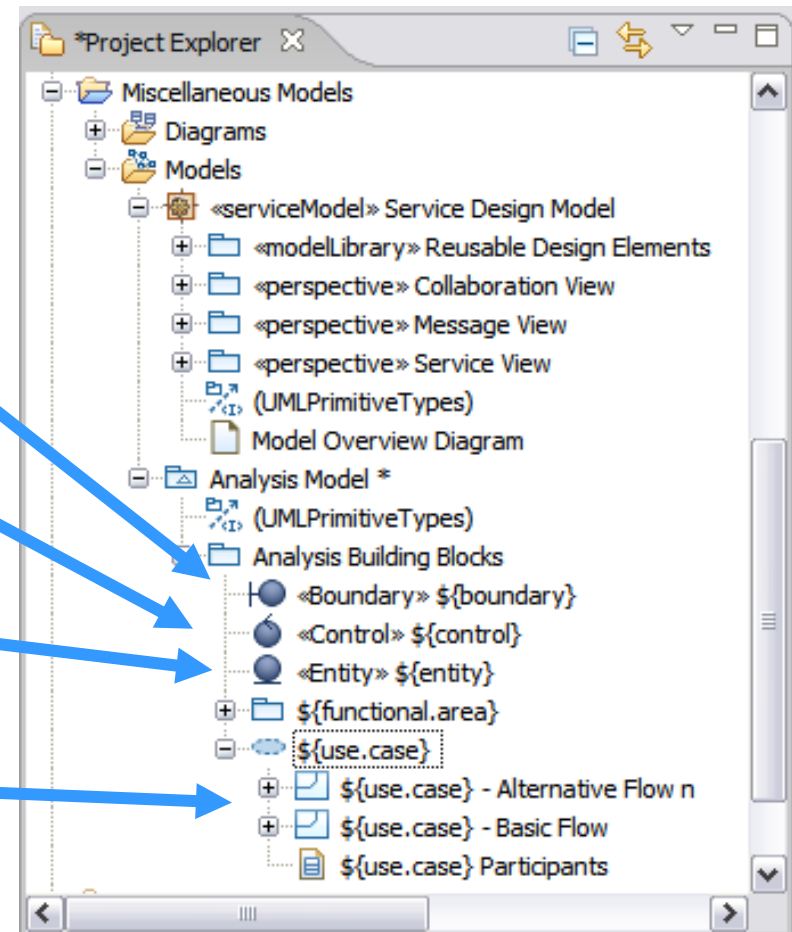 *Project Explorer
Miscellaneous Models
Diagrams
Models
«serviceModel» Service Design Model
«modelLibrary» Reusable Design Elements
«perspective» Collaboration View
«perspective» Message View
«perspective» Service View
(UMLPrimitiveTypes)
Model Overview Diagram
Analysis Model *
(UMLPrimitiveTypes)
Analysis Building Blocks
«Boundary» ${boundary}
«Control» ${control}
«Entity» ${entity}
${functional.area}
${use.case}
${use.case} - Alternative Flow n
${use.case} - Basic Flow
${use.case} Participants